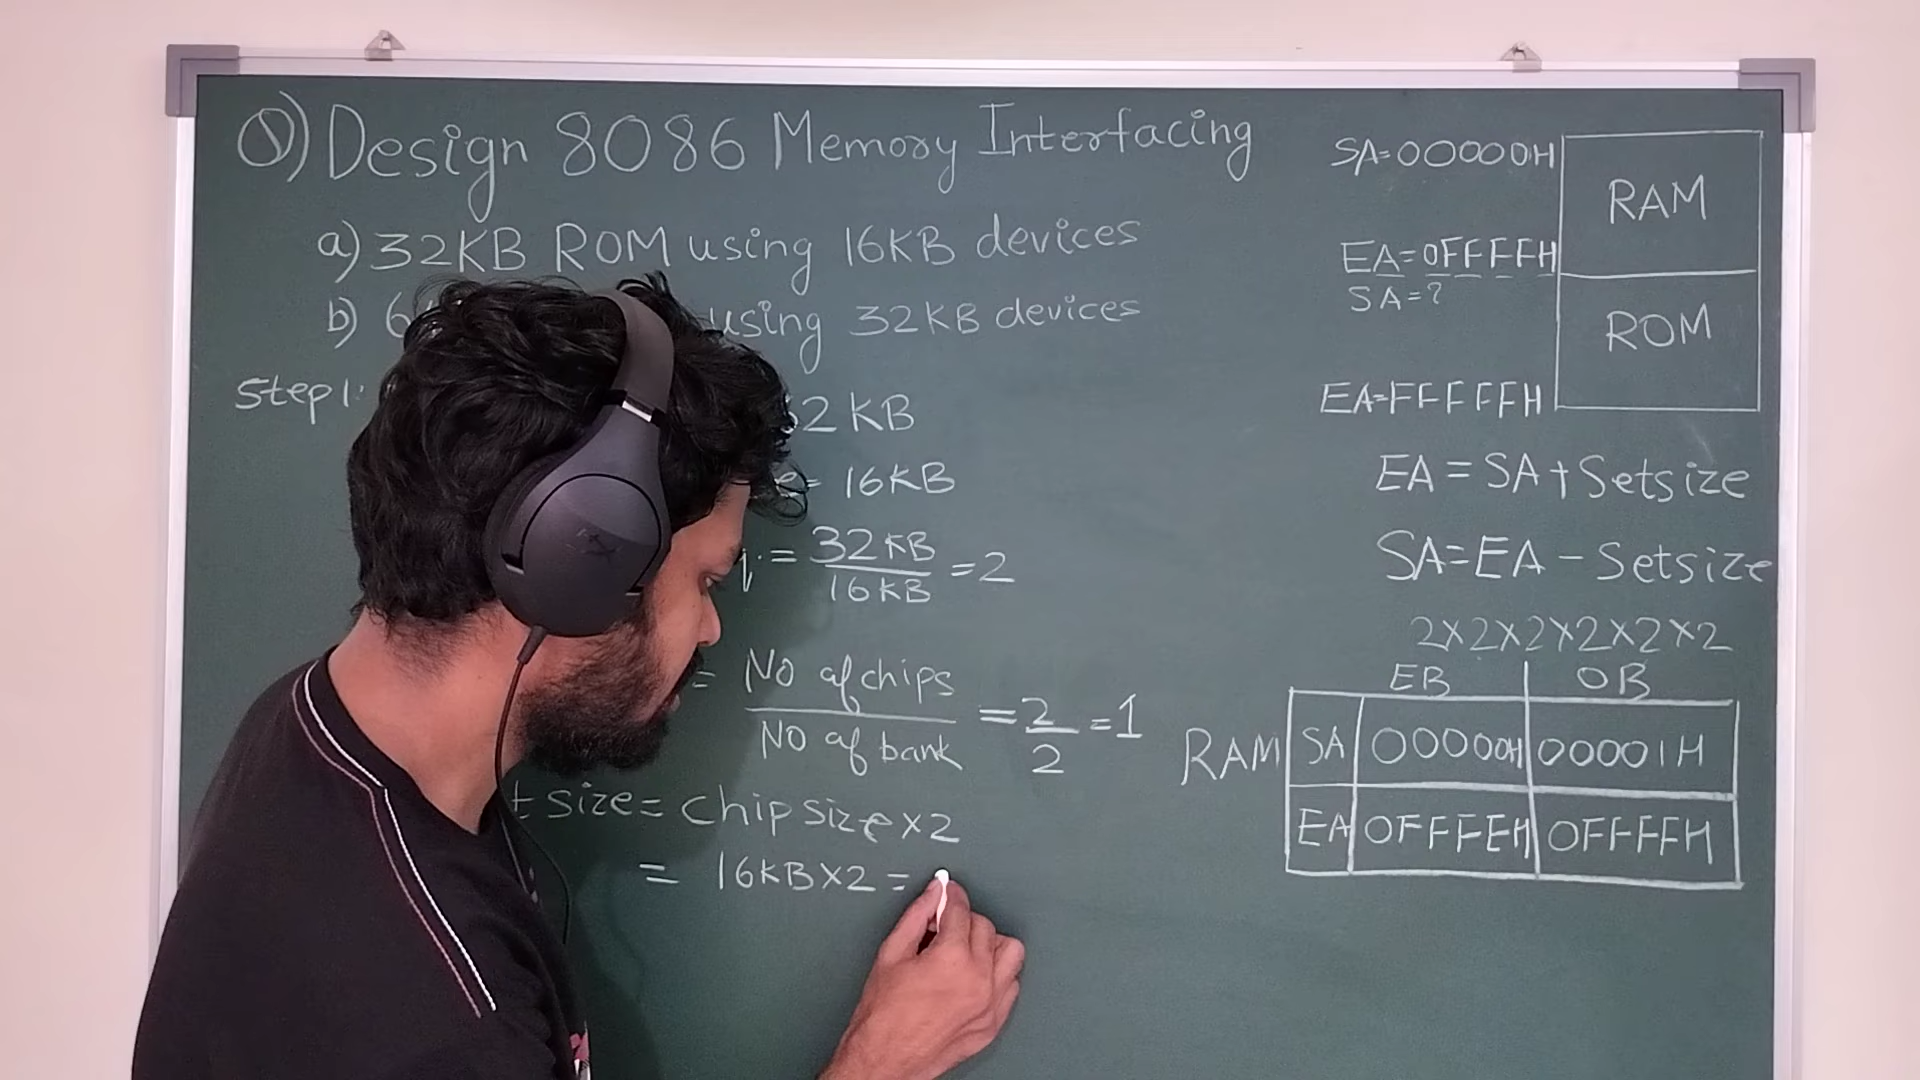 Q) Design 8086 Memory Interfacing
a) 32KB ROM using 16KB devices
b) 6 using 32KB devices
Step1:
32KB
= 16KB
= 32KB / 16KB = 2
= No of chips / No of bank = 2/2 = 1
t size = chip size × 2
= 16KB × 2 =
SA=00000H
RAM
EA=0FFFFH
SA=?
ROM
EA=FFFFFH
EA = SA + Setsize
SA = EA - Setsize
2×2×2×2×2×2
EB OB
RAM SA 00000H 00001H
EA 0FFFEH 0FFFFH